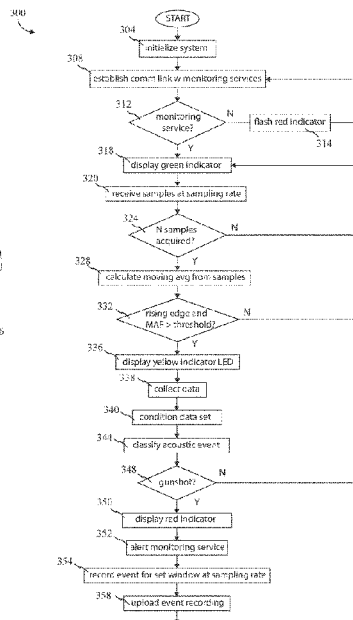 300
START
304
initialize system
308
establish comm link w monitoring services
312
monitoring
service?
N
flash red indicator
314
Y
318
display green indicator
320
receive samples at sampling rate
324
N samples
acquired?
N
Y
328
calculate moving avg from samples
332
rising edge and
MAF > threshold?
N
Y
336
display yellow indicator LED
338
collect data
340
condition data set
344
classify acoustic event
348
gunshot?
N
Y
350
display red indicator
352
alert monitoring service
354
record event for set window at sampling rate
358
upload event recording